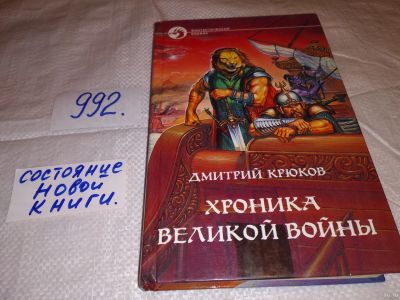 992.
состояние
новой
книги.
ДМИТРИЙ КРЮКОВ
ХРОНИКА
ВЕЛИКОЙ ВОЙНЫ